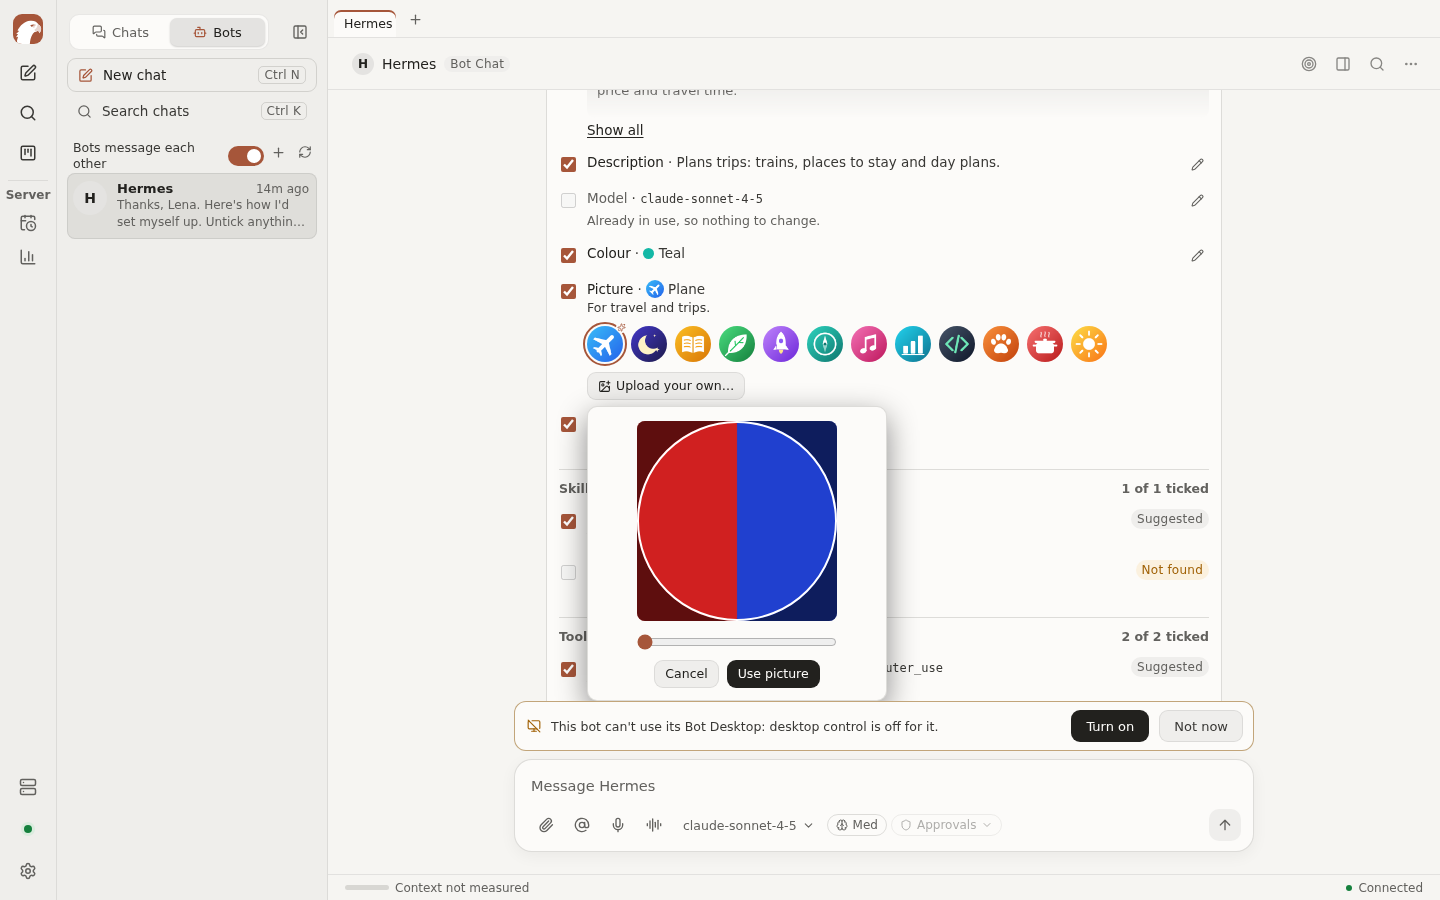 Chats
Bots
Hermes
New chat
Ctrl N
Search chats
Ctrl K
Bots message each
other
Server
H
Hermes
14m ago
Thanks, Lena. Here's how I'd
set myself up. Untick anythin…
H
Hermes
Bot Chat
price and travel time.
Show all
Description · Plans trips: trains, places to stay and day plans.
Model · claude-sonnet-4-5
Already in use, so nothing to change.
Colour · Teal
Picture · Plane
For travel and trips.
Upload your own…
1 of 1 ticked
Suggested
Not found
2 of 2 ticked
Suggested
Cancel
Use picture
This bot can't use its Bot Desktop: desktop control is off for it.
Turn on
Not now
Message Hermes
claude-sonnet-4-5
Med
Approvals
Context not measured
Connected